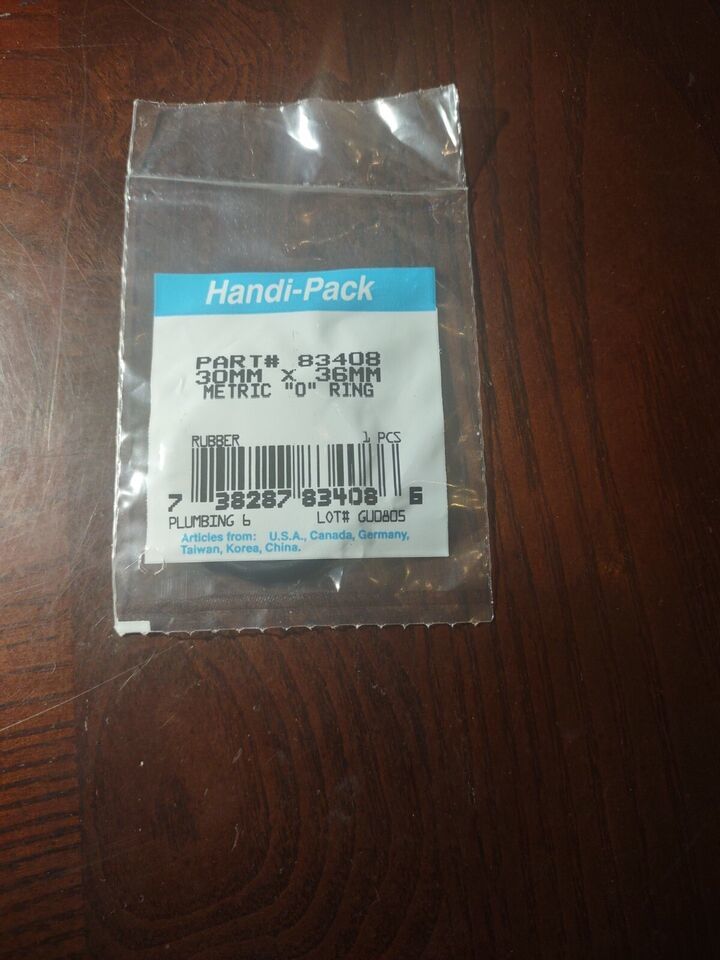 Handi-Pack
PART# 83408
30MM X 36MM
METRIC "O" RING
RUBBER 1 PCS
7 38287 83408 6
PLUMBING 6 LOT# GU0805
Articles from: U.S.A., Canada, Germany,
Taiwan, Korea, China.